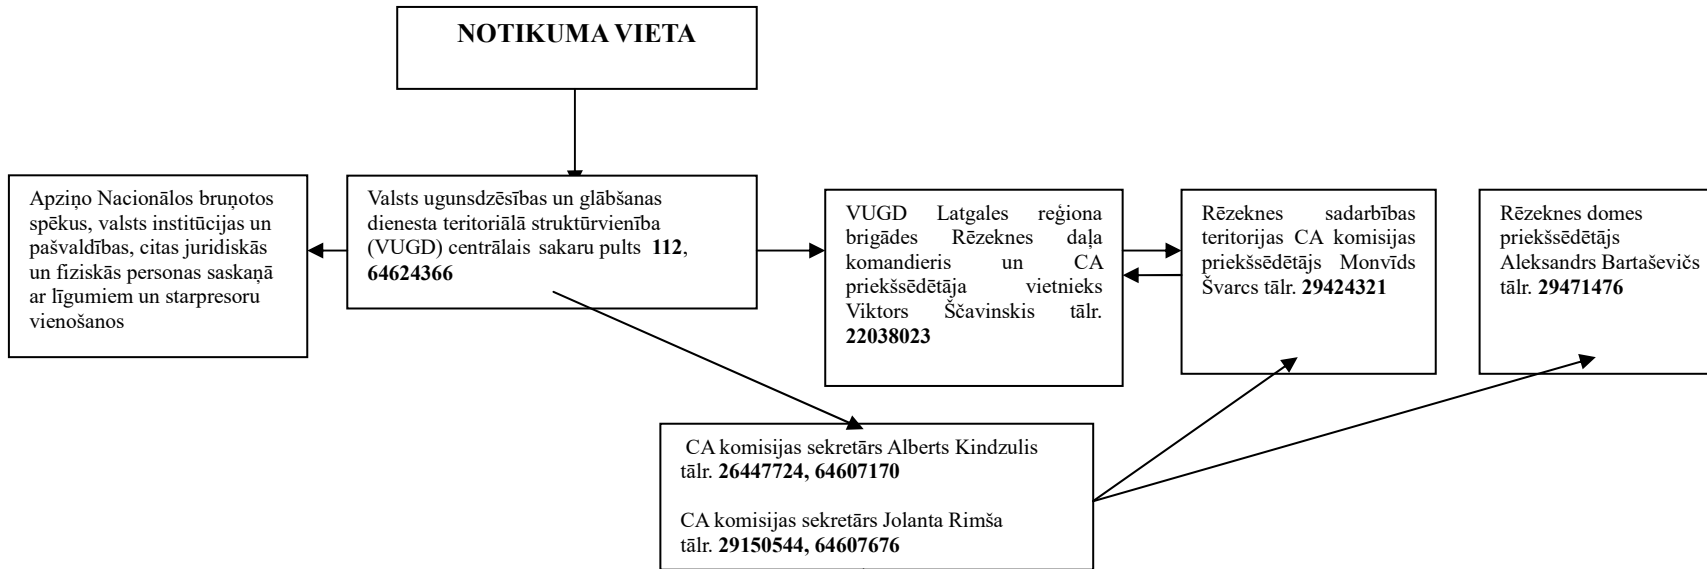 NOTIKUMA VIETA
Apziņo Nacionālos bruņotos
spēkus, valsts institūcijas un
pašvaldības, citas juridiskās
un fiziskās personas saskaņā
ar līgumiem un starpresoru
vienošanos
Valsts ugunsdzēsības un glābšanas
dienesta teritoriālā struktūrvienība
(VUGD) centrālais sakaru pults 112,
64624366
VUGD Latgales reģiona
brigādes Rēzeknes daļa
komandieris un CA
priekšsēdētāja vietnieks
Viktors Ščavinskis tālr.
22038023
Rēzeknes sadarbības
teritorijas CA komisijas
priekšsēdētājs Monvīds
Švarcs tālr. 29424321
Rēzeknes domes
priekšsēdētājs
Aleksandrs Bartaševičs
tālr. 29471476
CA komisijas sekretārs Alberts Kindzulis
tālr. 26447724, 64607170
CA komisijas sekretārs Jolanta Rimša
tālr. 29150544, 64607676